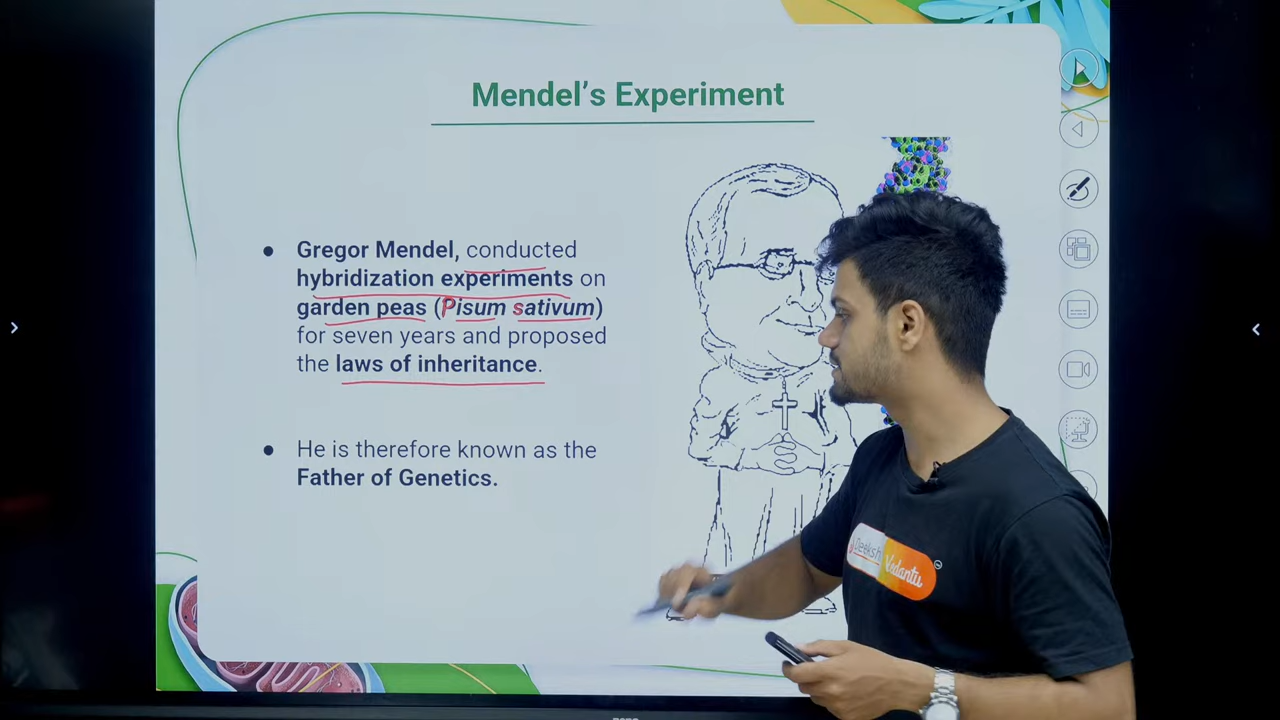 Mendel’s Experiment
● Gregor Mendel, conducted
hybridization experiments on
garden peas (Pisum sativum)
for seven years and proposed
the laws of inheritance.
● He is therefore known as the
Father of Genetics.
Deeksh
Vedantu